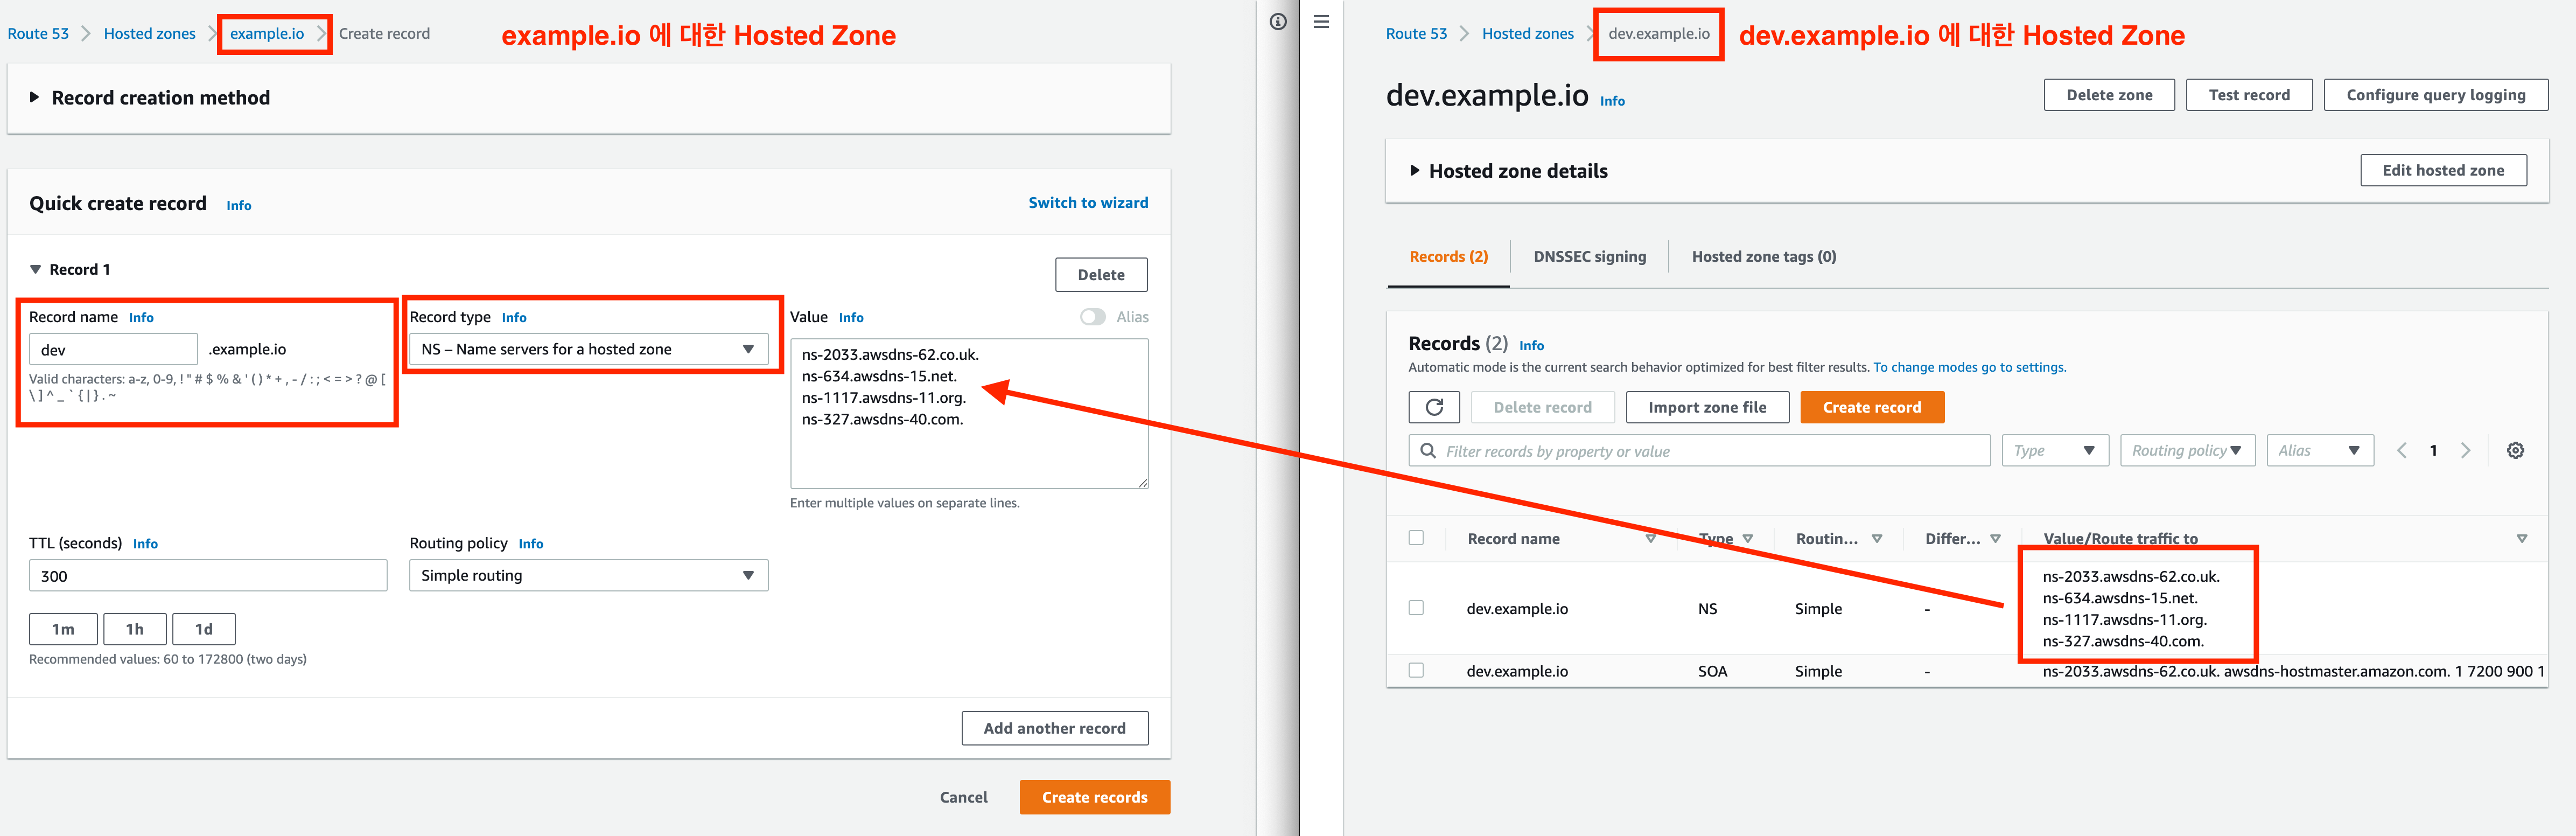 Route 53 > Hosted zones > example.io > Create record
example.io 에 대한 Hosted Zone
Record creation method
Quick create record Info
Switch to wizard
Record 1
Delete
Record name Info
dev .example.io
Valid characters: a-z, 0-9, ! " # $ % & ' ( ) * + , - / : ; < = > ? @ [
\ ] ^ _ ` { | } . ~
Record type Info
NS – Name servers for a hosted zone
Value Info
Alias
ns-2033.awsdns-62.co.uk.
ns-634.awsdns-15.net.
ns-1117.awsdns-11.org.
ns-327.awsdns-40.com.
Enter multiple values on separate lines.
TTL (seconds) Info
300
1m 1h 1d
Recommended values: 60 to 172800 (two days)
Routing policy Info
Simple routing
Add another record
Cancel
Create records
Route 53 > Hosted zones > dev.example.io
dev.example.io 에 대한 Hosted Zone
dev.example.io Info
Delete zone
Test record
Configure query logging
Hosted zone details
Edit hosted zone
Records (2)
DNSSEC signing
Hosted zone tags (0)
Records (2) Info
Automatic mode is the current search behavior optimized for best filter results. To change modes go to settings.
Delete record
Import zone file
Create record
Filter records by property or value
Type
Routing policy
Alias
1
Record name Type Routin... Differ... Value/Route traffic to
dev.example.io NS Simple -
ns-2033.awsdns-62.co.uk.
ns-634.awsdns-15.net.
ns-1117.awsdns-11.org.
ns-327.awsdns-40.com.
dev.example.io SOA Simple - ns-2033.awsdns-62.co.uk. awsdns-hostmaster.amazon.com. 1 7200 900 1